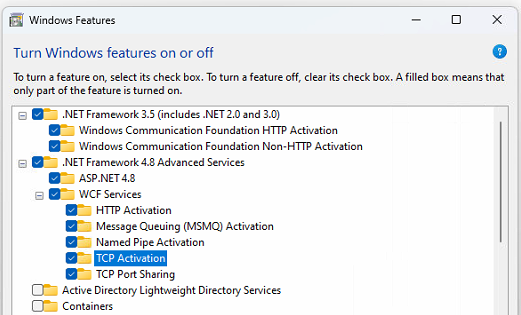 Windows Features
Turn Windows features on or off
?
To turn a feature on, select its check box. To turn a feature off, clear its check box. A filled box means that
only part of the feature is turned on.
.NET Framework 3.5 (includes .NET 2.0 and 3.0)
Windows Communication Foundation HTTP Activation
Windows Communication Foundation Non-HTTP Activation
.NET Framework 4.8 Advanced Services
ASP.NET 4.8
WCF Services
HTTP Activation
Message Queuing (MSMQ) Activation
Named Pipe Activation
TCP Activation
TCP Port Sharing
Active Directory Lightweight Directory Services
Containers